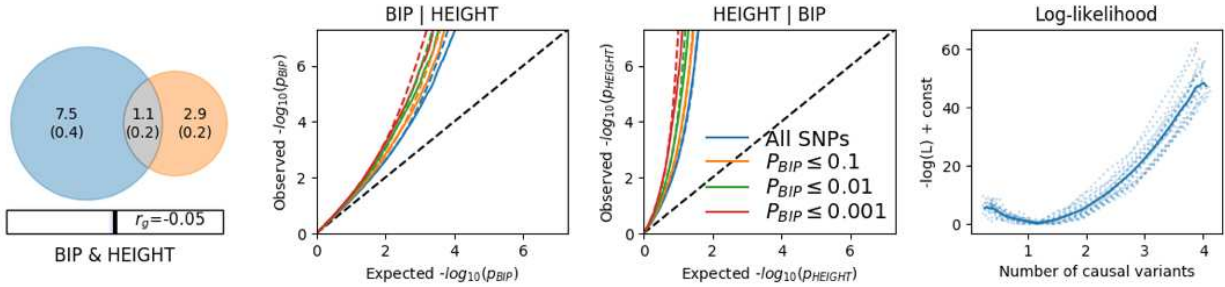 BIP | HEIGHT
HEIGHT | BIP
Log-likelihood
7.5
(0.4)
1.1
(0.2)
2.9
(0.2)
r_g=-0.05
BIP & HEIGHT
Observed -log₁₀(p_BIP)
6
4
2
0
0
2
4
6
Expected -log₁₀(p_BIP)
Observed -log₁₀(p_HEIGHT)
6
4
2
0
All SNPs
P_BIP ≤ 0.1
P_BIP ≤ 0.01
P_BIP ≤ 0.001
0
2
4
6
Expected -log₁₀(p_HEIGHT)
-log(L) + const
60
40
20
0
1
2
3
4
Number of causal variants